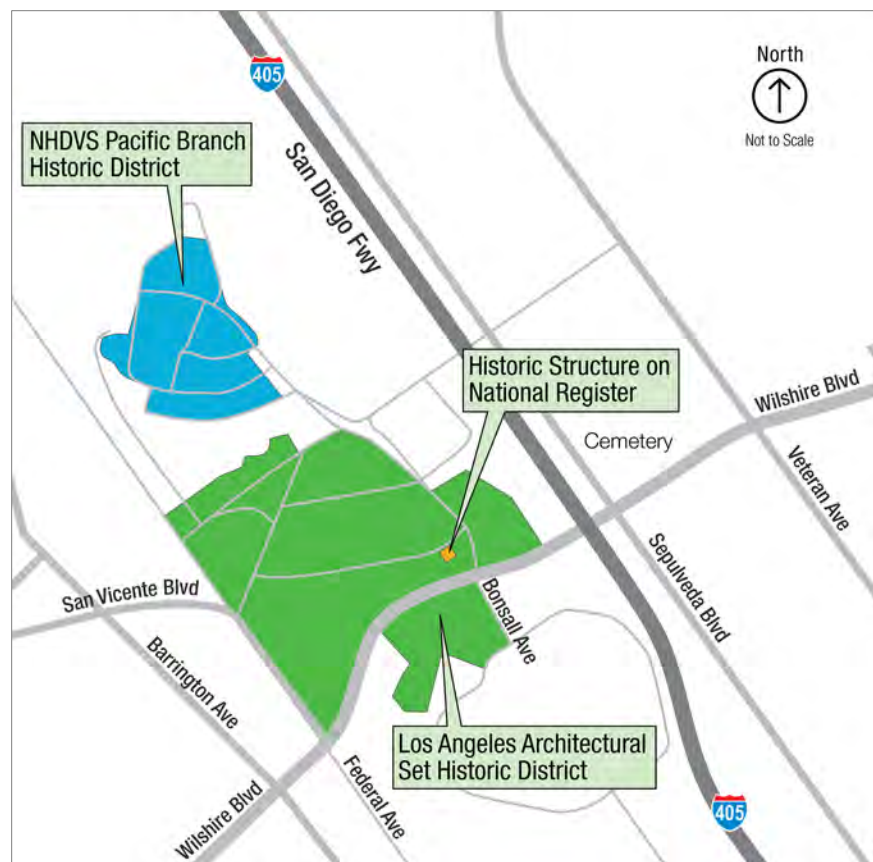 405
North
Not to Scale
NHDVS Pacific Branch
Historic District
San Diego Fwy
Historic Structure on
National Register
Wilshire Blvd
Cemetery
Veteran Ave
Sepulveda Blvd
San Vicente Blvd
Bonsall Ave
Barrington Ave
Los Angeles Architectural
Set Historic District
Federal Ave
Wilshire Blvd
405